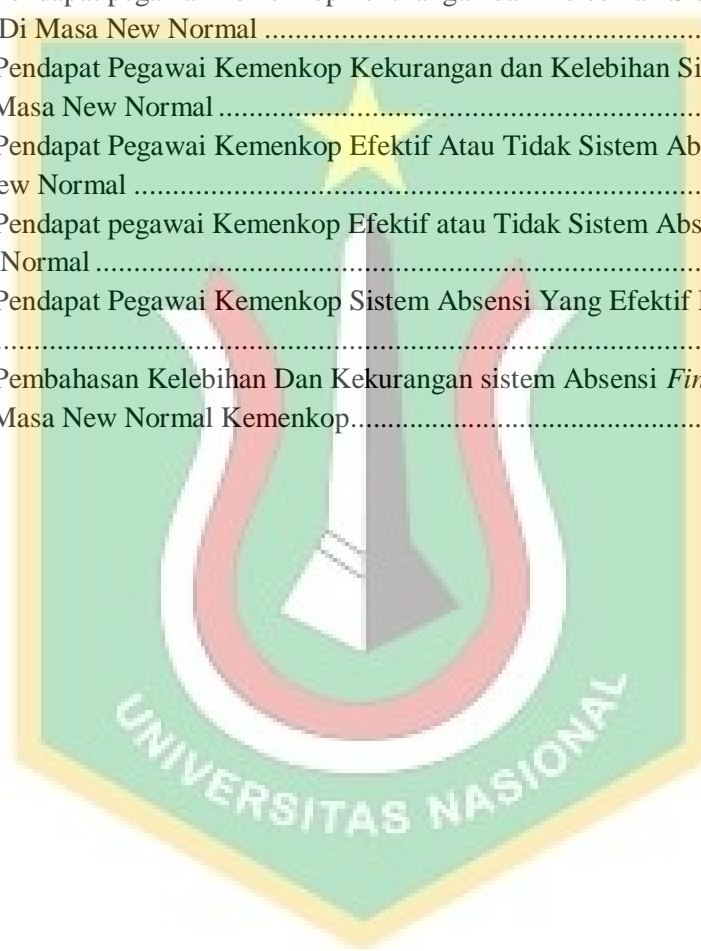 Di Masa New Normal ........................................................................
Pendapat Pegawai Kemenkop Kekurangan dan Kelebihan Si
Masa New Normal ................................................................................
Pendapat Pegawai Kemenkop Efektif Atau Tidak Sistem Ab
ew Normal ............................................................................................
Pendapat pegawai Kemenkop Efektif atau Tidak Sistem Abs
Normal ..................................................................................................
Pendapat Pegawai Kemenkop Sistem Absensi Yang Efektif
................................................................................................................
Pembahasan Kelebihan Dan Kekurangan sistem Absensi Fin
Masa New Normal Kemenkop..............................................................
UNIVERSITAS NASIONAL